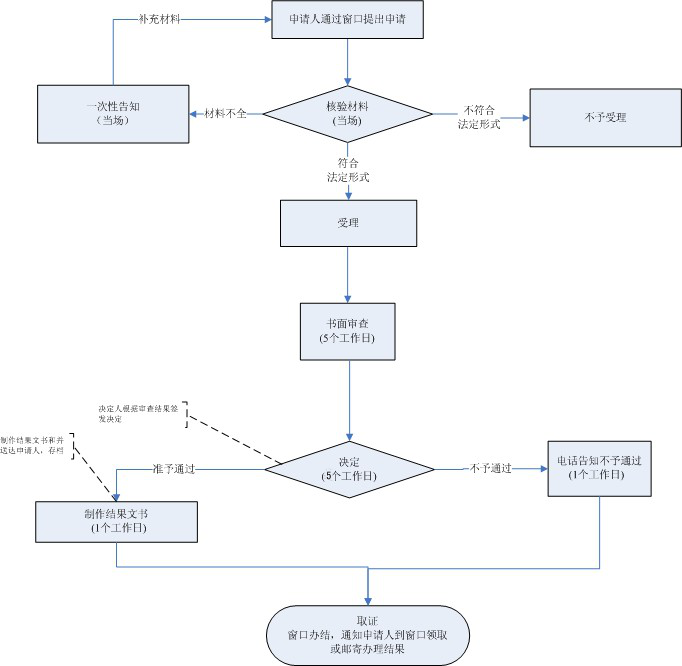 补充材料
申请人通过窗口提出申请
一次性告知
（当场）
材料不全
核验材料
(当场)
不符合
法定形式
不予受理
符合
法定形式
受理
书面审查
(5个工作日)
决定人根据审查结果签
发决定
制作结果文书和并
送达申请人，存档
准予通过
决定
(5个工作日)
不予通过
电话告知不予通过
(1个工作日)
制作结果文书
(1个工作日)
取证
窗口办结，通知申请人到窗口领取
或邮寄办理结果